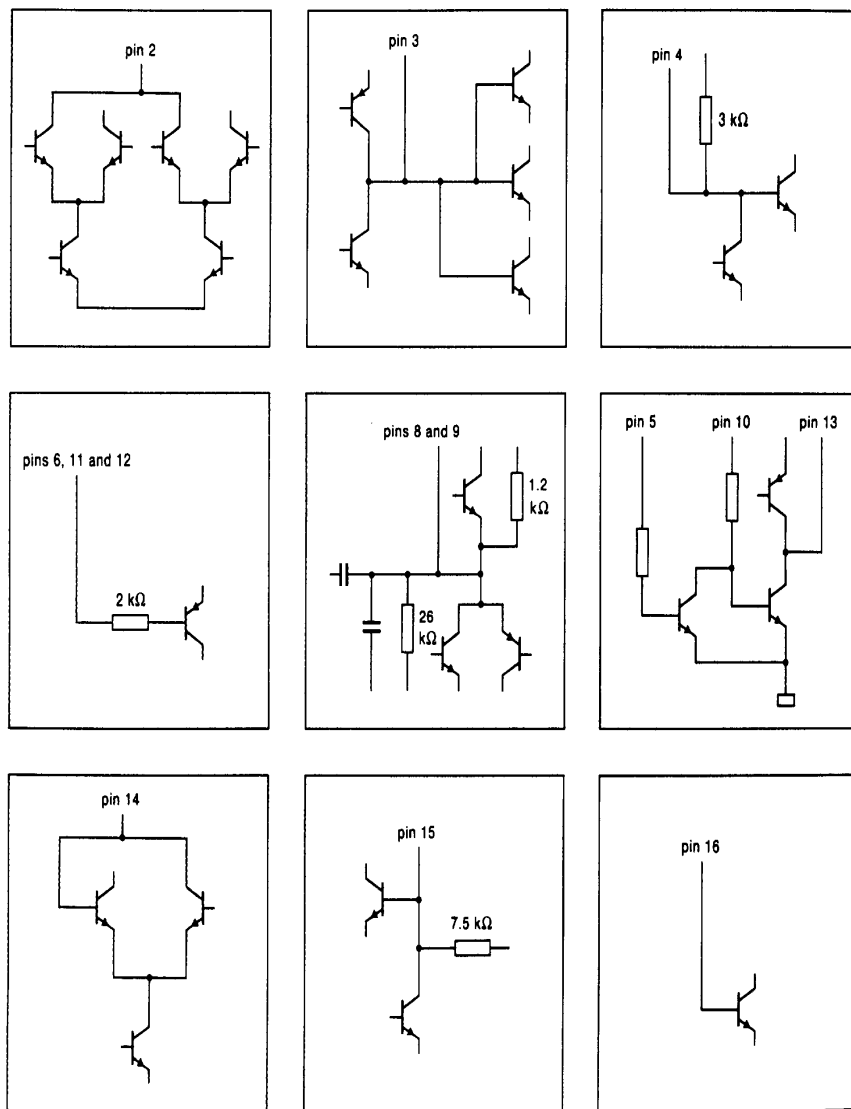 pin 2
pin 3
pin 4
3 kΩ
pins 6, 11 and 12
2 kΩ
pins 8 and 9
1.2
kΩ
26
kΩ
pin 5 pin 10 pin 13
pin 14
pin 15
7.5 kΩ
pin 16